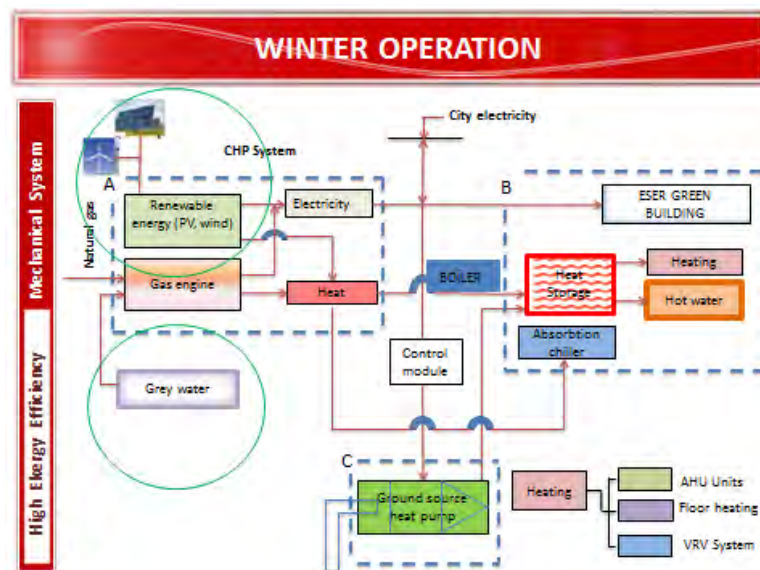 WINTER OPERATION
Mechanical System
High Ekergy Efficiency
City electricity
CHP System
A
B
Renewable
energy (PV, wind)
Electricity
ESER GREEN
BUILDING
Natural gas
Gas engine
Heat
BOiLER
Heat
Storage
Heating
Hot water
Absorbtion
chiller
Control
module
Grey water
C
Ground source
heat pump
Heating
AHU Units
Floor heating
VRV System